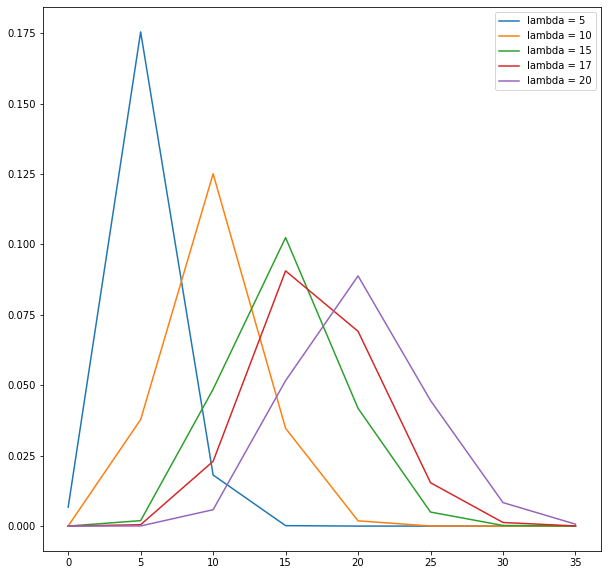 lambda = 5
lambda = 10
lambda = 15
lambda = 17
lambda = 20
0.175
0.150
0.125
0.100
0.075
0.050
0.025
0.000
0 5 10 15 20 25 30 35